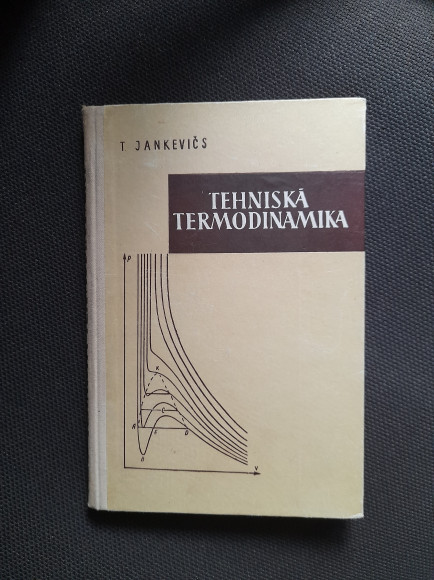 T. JANKEVIČS
TEHNISKĀ
TERMODINAMIKA
p
K
C
A
D
v